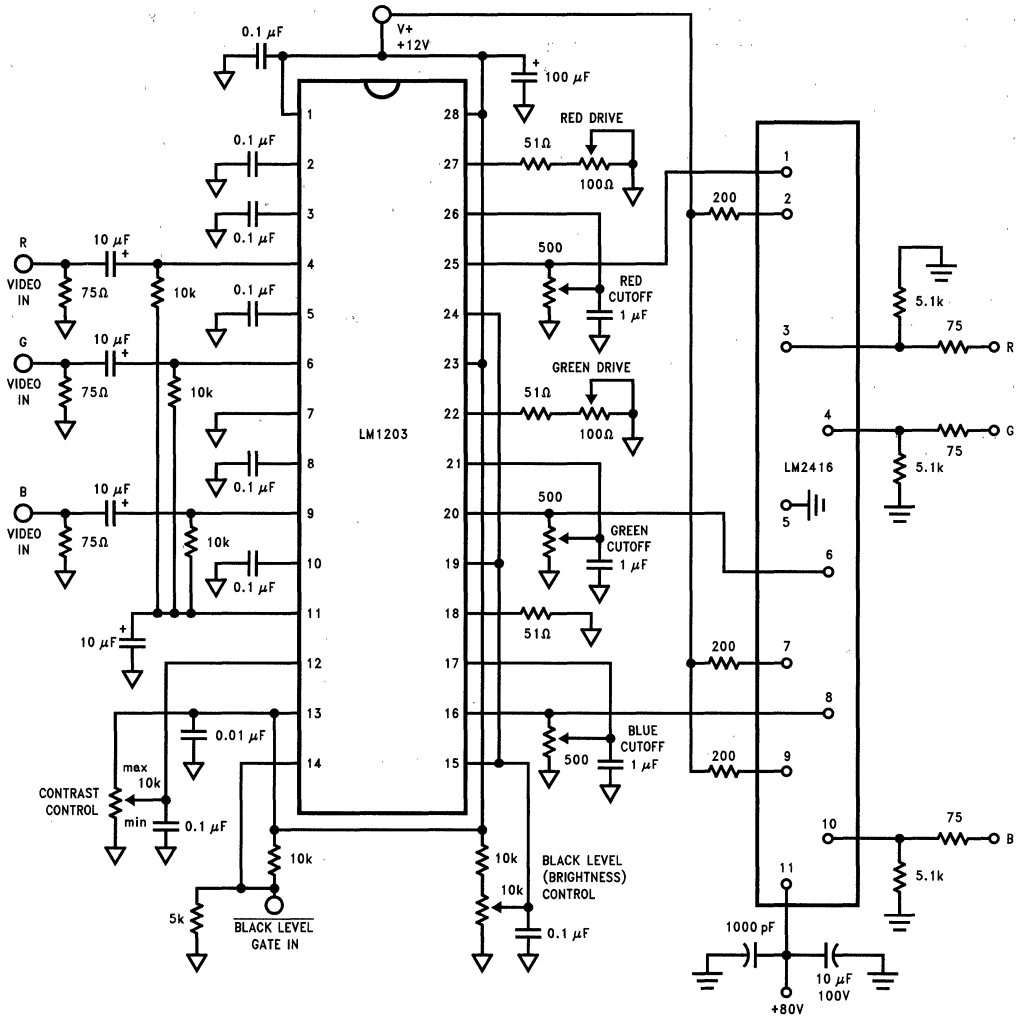 V+
+12V
0.1 µF
100 µF
1
28
RED DRIVE
51Ω
100Ω
0.1 µF
2
27
3
26
0.1 µF
R
VIDEO
IN
10 µF
+
75Ω
10k
4
25
500
RED
CUTOFF
1 µF
0.1 µF
5
24
G
VIDEO
IN
10 µF
+
75Ω
10k
6
23
GREEN DRIVE
51Ω
100Ω
7
22
LM1203
8
21
0.1 µF
B
VIDEO
IN
10 µF
+
75Ω
10k
9
20
500
GREEN
CUTOFF
1 µF
10
19
0.1 µF
11
18
51Ω
10 µF
+
12
17
13
16
0.01 µF
BLUE
CUTOFF
500
1 µF
14
15
max
10k
min
CONTRAST
CONTROL
0.1 µF
10k
5k
BLACK LEVEL
GATE IN
10k
10k
BLACK LEVEL
(BRIGHTNESS)
CONTROL
0.1 µF
+
1
200
2
5.1k
3
75
R
4
75
G
5.1k
LM2416
5
6
200
7
8
200
9
10
75
B
5.1k
11
1000 pF
10 µF
100V
+80V